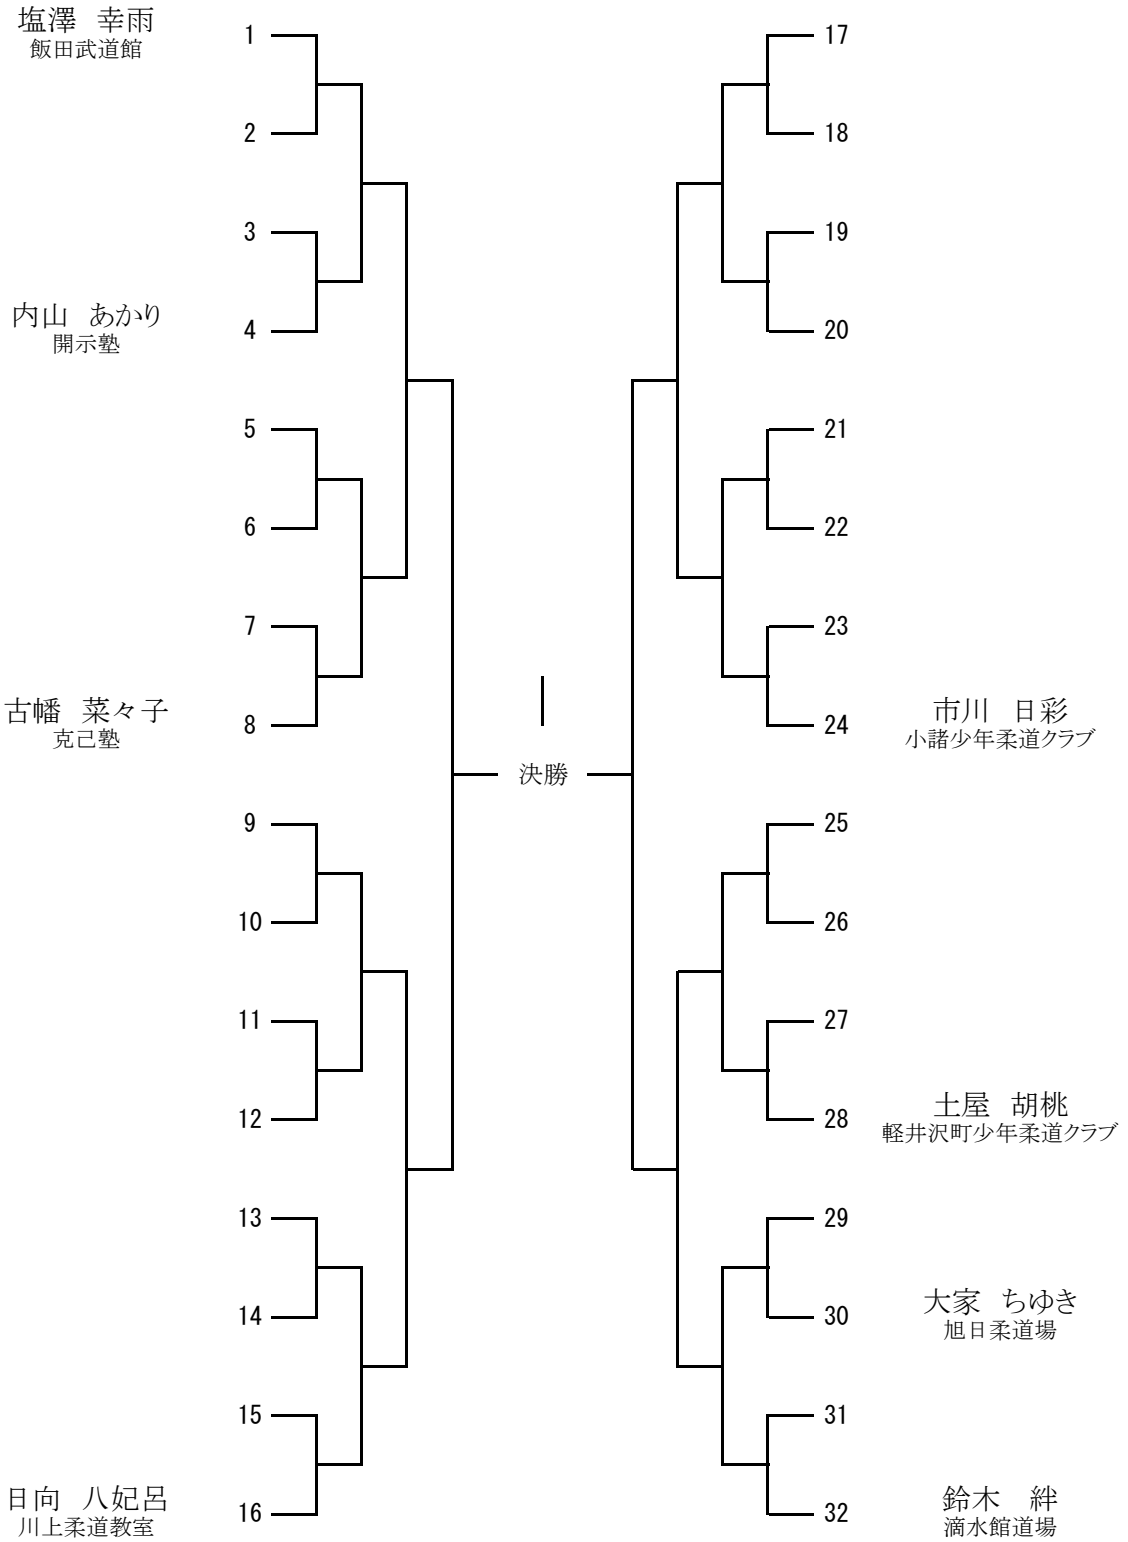 塩澤　幸雨
飯田武道館
1
2
3
内山　あかり
開示塾
4
5
6
7
古幡　菜々子
克己塾
8
9
10
11
12
13
14
15
日向　八妃呂
川上柔道教室
16
決勝
17
18
19
20
21
22
23
24
市川　日彩
小諸少年柔道クラブ
25
26
27
28
土屋　胡桃
軽井沢町少年柔道クラブ
29
30
大家　ちゆき
旭日柔道場
31
32
鈴木　絆
滴水館道場